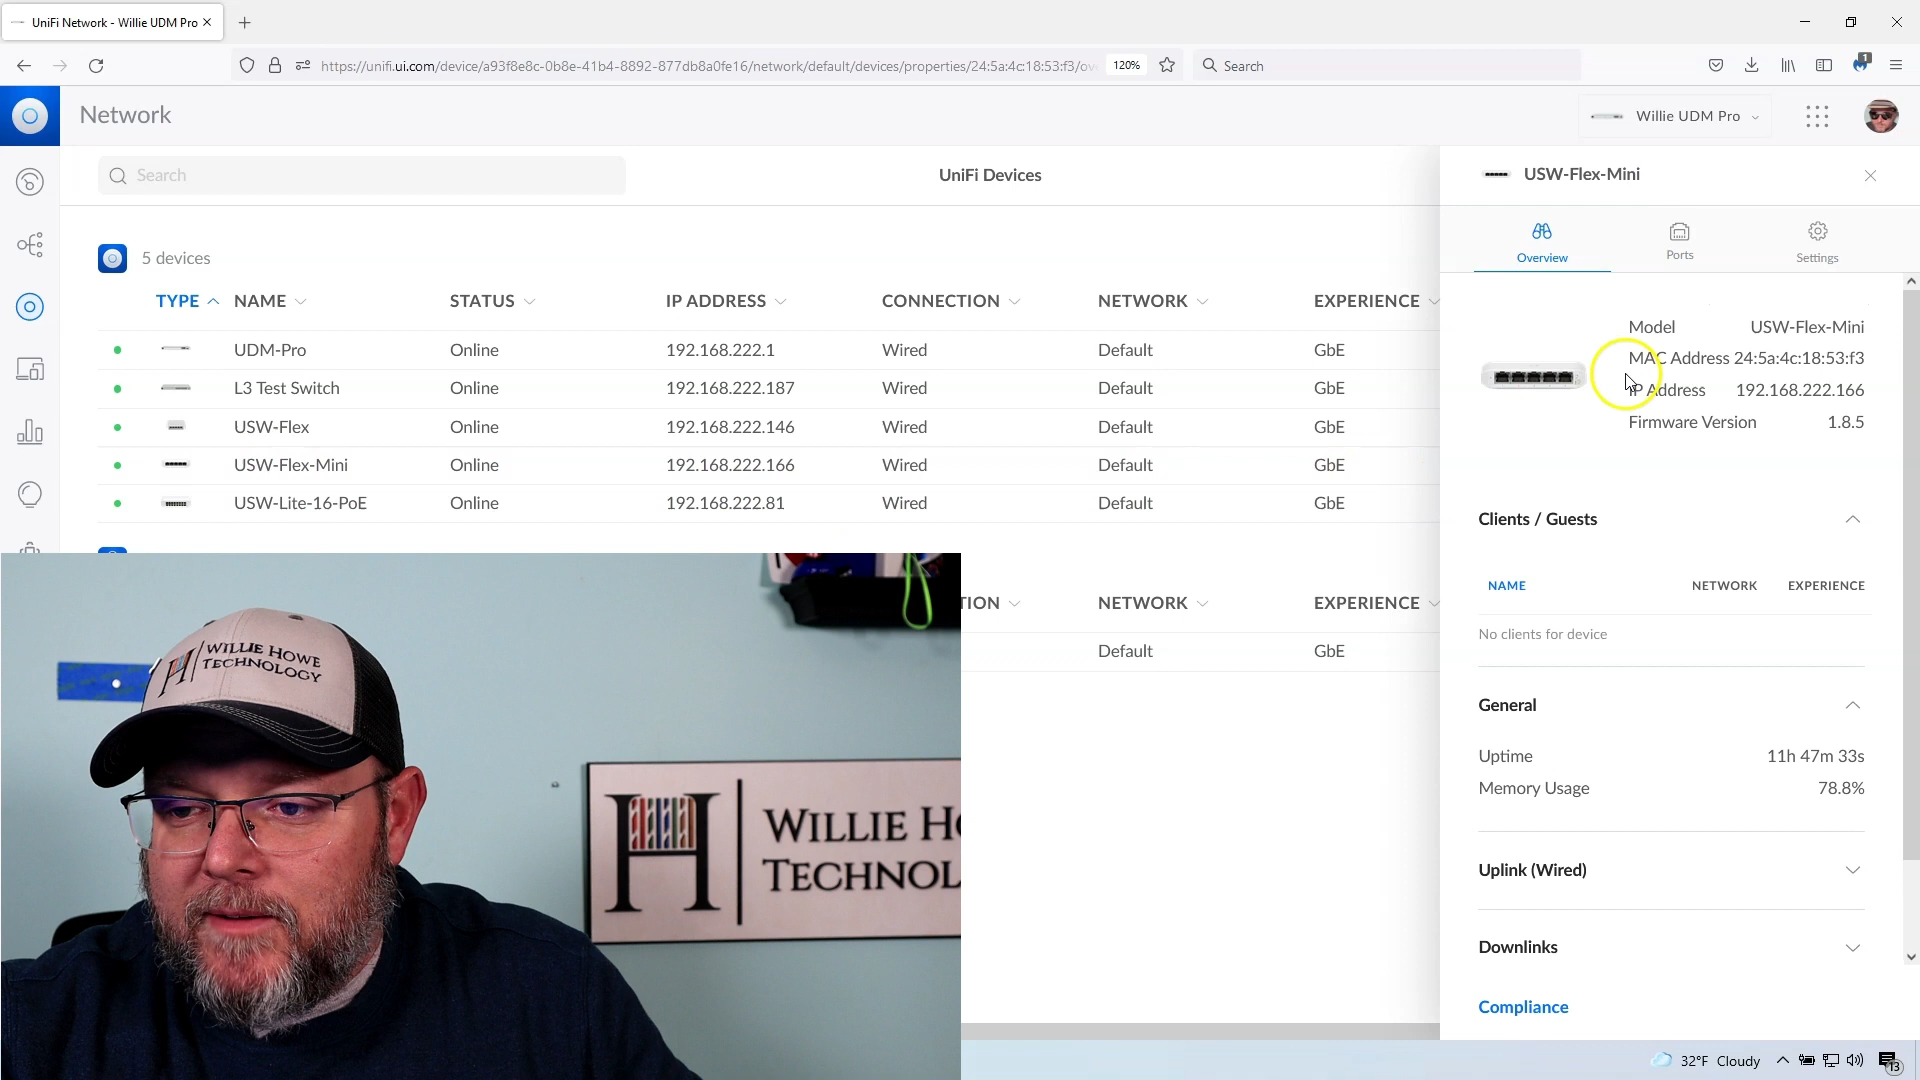 UniFi Network - Willie UDM Pro
https://unifi.ui.com/device/a93f8e8c-0b8e-41b4-8892-877db8a0fe16/network/default/devices/properties/24:5a:4c:18:53:f3/ov
120%
Search
1
Network
Willie UDM Pro
Search
UniFi Devices
5 devices
TYPE NAME STATUS IP ADDRESS CONNECTION NETWORK EXPERIENCE
UDM-Pro Online 192.168.222.1 Wired Default GbE
L3 Test Switch Online 192.168.222.187 Wired Default GbE
USW-Flex Online 192.168.222.146 Wired Default GbE
USW-Flex-Mini Online 192.168.222.166 Wired Default GbE
USW-Lite-16-PoE Online 192.168.222.81 Wired Default GbE
TION NETWORK EXPERIENCE
Default GbE
USW-Flex-Mini
Overview Ports Settings
Model USW-Flex-Mini
MAC Address 24:5a:4c:18:53:f3
IP Address 192.168.222.166
Firmware Version 1.8.5
Clients / Guests
NAME NETWORK EXPERIENCE
No clients for device
General
Uptime 11h 47m 33s
Memory Usage 78.8%
Uplink (Wired)
Downlinks
Compliance
H WILLIE HOWE
TECHNOLOGY
H WILLIE HO
TECHNOL
32°F Cloudy
13